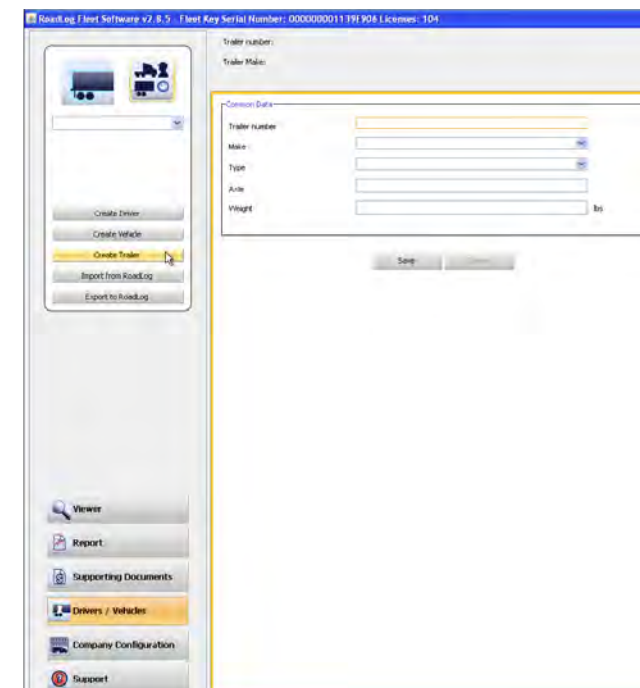 RoadLog Fleet Software v2.8.5 - Fleet Key Serial Number: 000000001139E906 Licenses: 104
Trailer number:
Trailer Make:
Common Data
Trailer number
Make
Type
Axle
Weight
lbs
Save
Create Driver
Create Vehicle
Create Trailer
Import from RoadLog
Export to RoadLog
Viewer
Report
Supporting Documents
Drivers / Vehicles
Company Configuration
Support